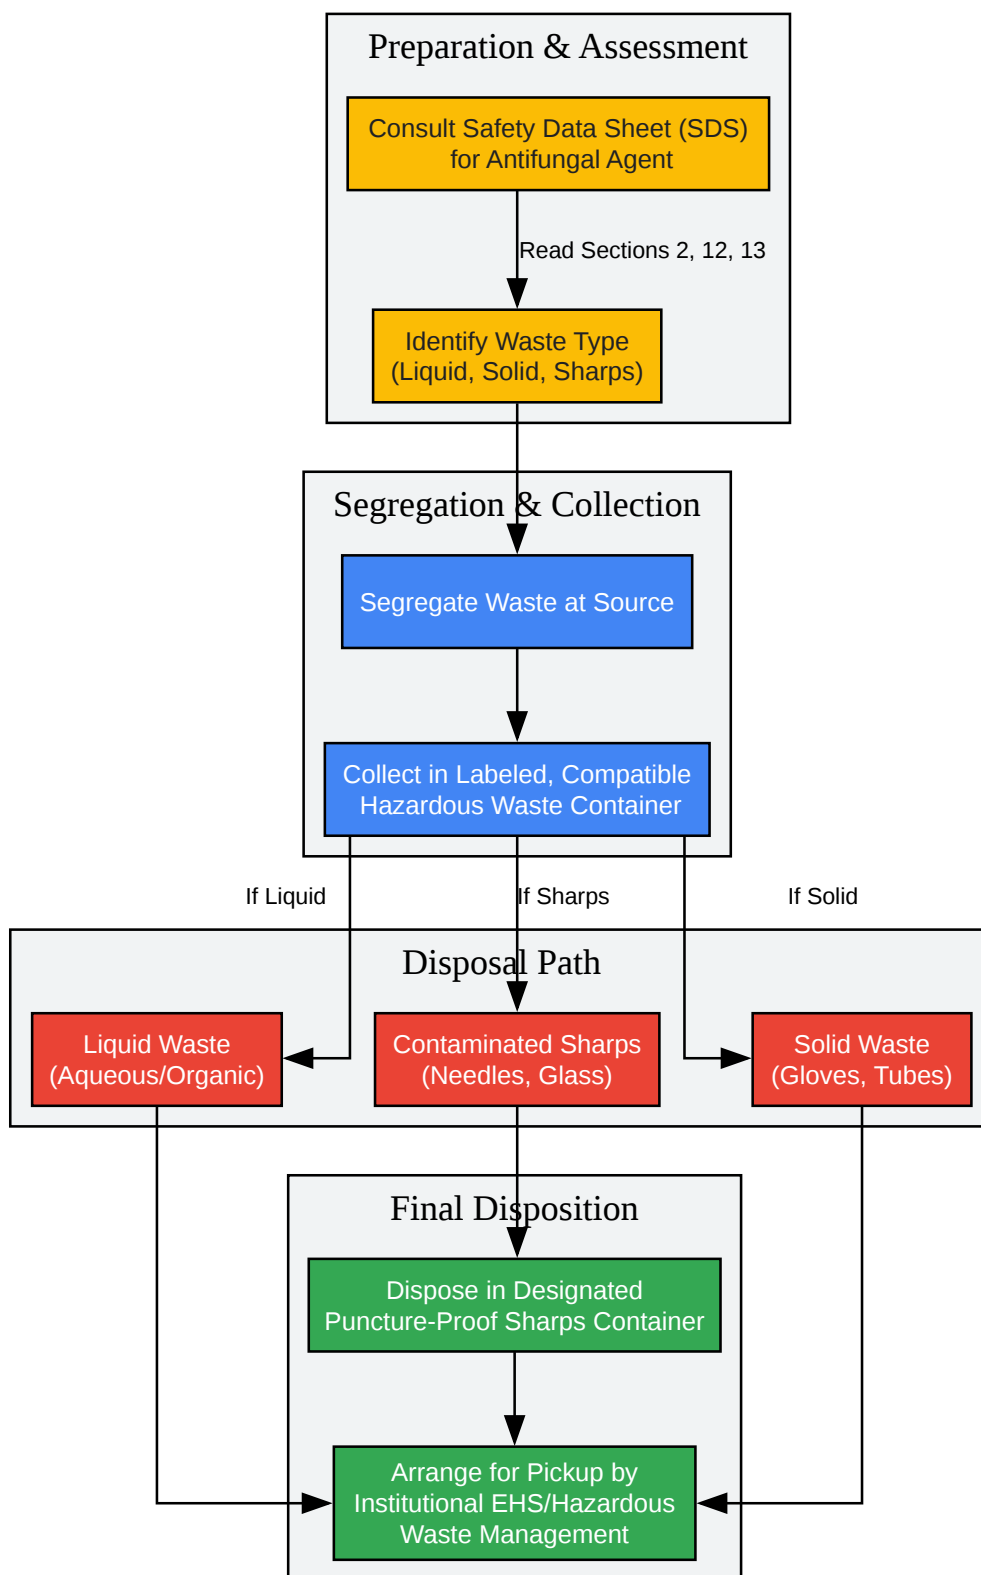 Preparation & Assessment
Consult Safety Data Sheet (SDS)
for Antifungal Agent
Read Sections 2, 12, 13
Identify Waste Type
(Liquid, Solid, Sharps)
Segregation & Collection
Segregate Waste at Source
Collect in Labeled, Compatible
Hazardous Waste Container
If Liquid
If Sharps
If Solid
Disposal Path
Liquid Waste
(Aqueous/Organic)
Contaminated Sharps
(Needles, Glass)
Solid Waste
(Gloves, Tubes)
Final Disposition
Dispose in Designated
Puncture-Proof Sharps Container
Arrange for Pickup by
Institutional EHS/Hazardous
Waste Management